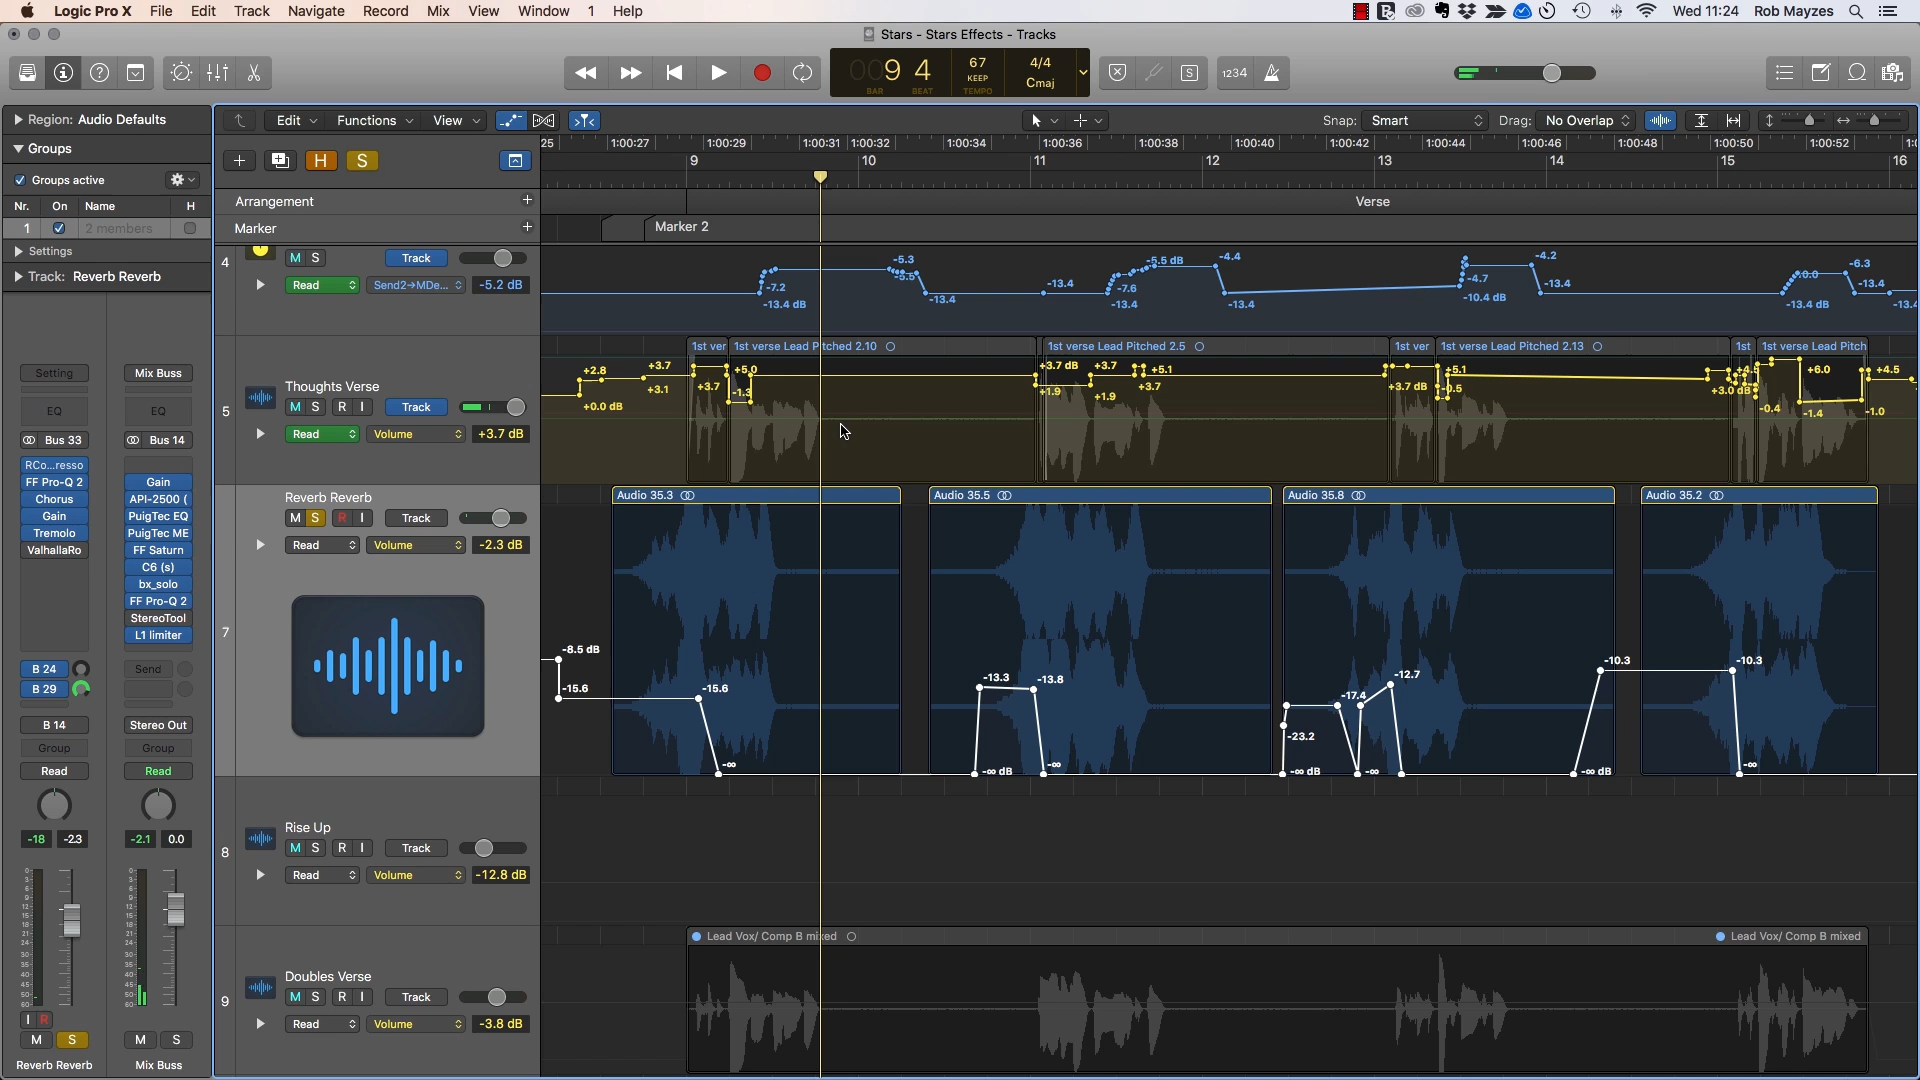 Logic Pro X File Edit Track Navigate Record Mix View Window 1 Help
Wed 11:24 Rob Mayzes
Stars - Stars Effects - Tracks
009 4
BAR BEAT
67
KEEP
TEMPO
4/4
Cmaj
S
1234
Region: Audio Defaults
Groups
Groups active
Nr. On Name H
1 2 members
Settings
Track: Reverb Reverb
Setting
EQ
Bus 33
RCo...resso
FF Pro-Q 2
Chorus
Gain
Tremolo
ValhallaRo
B 24
B 29
B 14
Group
Read
-18 -2.3
I R
M S
Reverb Reverb
Mix Buss
EQ
Bus 14
Gain
API-2500 (
PuigTec EQ
PuigTec ME
FF Saturn
C6 (s)
bx_solo
FF Pro-Q 2
StereoTool
L1 limiter
Send
Stereo Out
Group
Read
-2.1 0.0
M S
Mix Buss
Edit Functions View
Snap: Smart Drag: No Overlap
H S
25 1:00:27 1:00:29 1:00:31 1:00:32 1:00:34 1:00:36 1:00:38 1:00:40 1:00:42 1:00:44 1:00:46 1:00:48 1:00:50 1:00:52
9 10 11 12 13 14 15 16
Arrangement +
Verse
Marker +
Marker 2
4
M S Track
Read Send2→MDe... -5.2 dB
-7.2
-13.4 dB
-5.3
-5.5
-13.4
-13.4
-7.6
-13.4
-5.5 dB
-4.4
-13.4
-4.7
-10.4 dB
-4.2
-13.4
-13.4 dB
-6.3
-13.4
5
Thoughts Verse
M S R I Track
Read Volume +3.7 dB
1st ver 1st verse Lead Pitched 2.10 1st verse Lead Pitched 2.5 1st ver 1st verse Lead Pitched 2.13 1st 1st verse Lead Pitch
+2.8
+0.0 dB
+3.7
+3.1
+3.7
+5.0
-1.3
+3.7 dB
+1.9
+3.7
+1.9
+5.1
+3.7
+3.7 dB
+5.1
-0.5
+3.0 dB
+4.5
-0.4
+6.0
-1.4
+4.5
-1.0
7
Reverb Reverb
M S R I Track
Read Volume -2.3 dB
Audio 35.3 Audio 35.5 Audio 35.8 Audio 35.2
-8.5 dB
-15.6
-15.6
-∞
-13.3
-13.8
-∞ dB
-∞
-23.2
-∞ dB
-17.4
-∞
-12.7
-10.3
-∞ dB
-10.3
-∞
8
Rise Up
M S R I Track
Read Volume -12.8 dB
9
Doubles Verse
M S R I Track
Read Volume -3.8 dB
Lead Vox/ Comp B mixed Lead Vox/ Comp B mixed